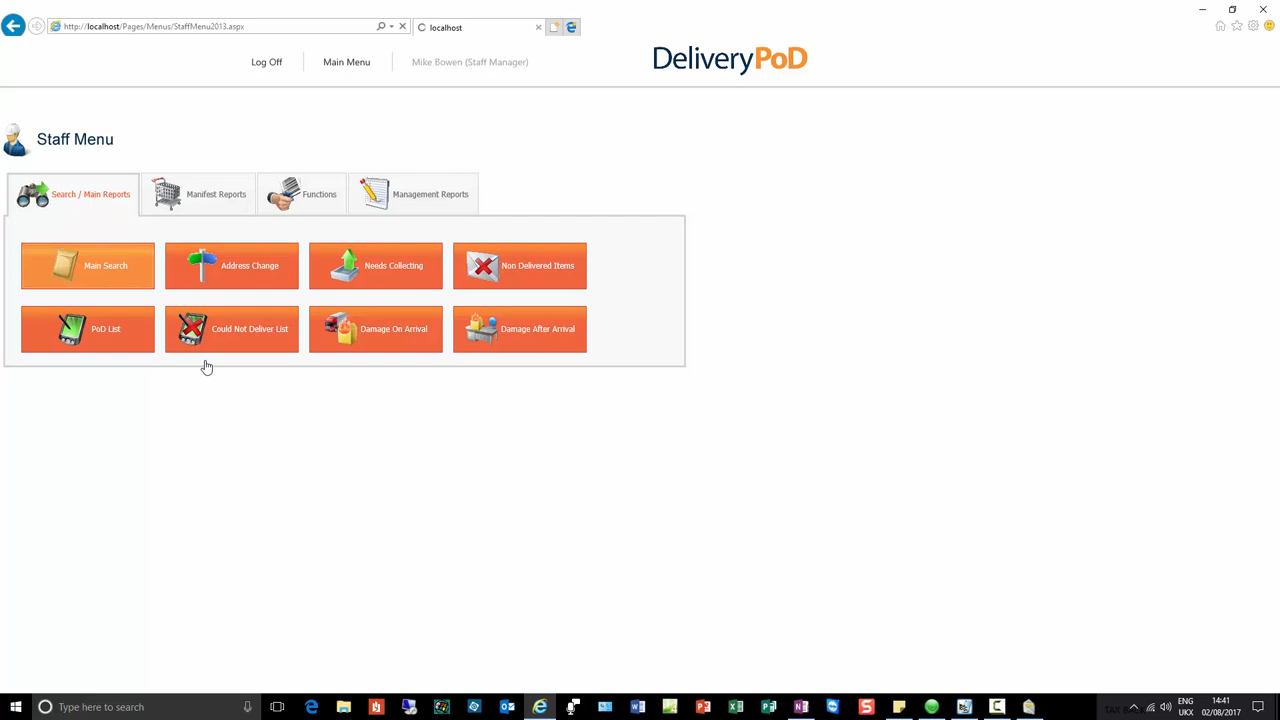 http://localhost/Pages/Menus/StaffMenu2013.aspx
localhost
Log Off
Main Menu
Mike Bowen (Staff Manager)
DeliveryPoD
Staff Menu
Search / Main Reports
Manifest Reports
Functions
Management Reports
Main Search
Address Change
Needs Collecting
Non Delivered Items
PoD List
Could Not Deliver List
Damage On Arrival
Damage After Arrival
Type here to search
ENG
UKX
14:41
02/08/2017